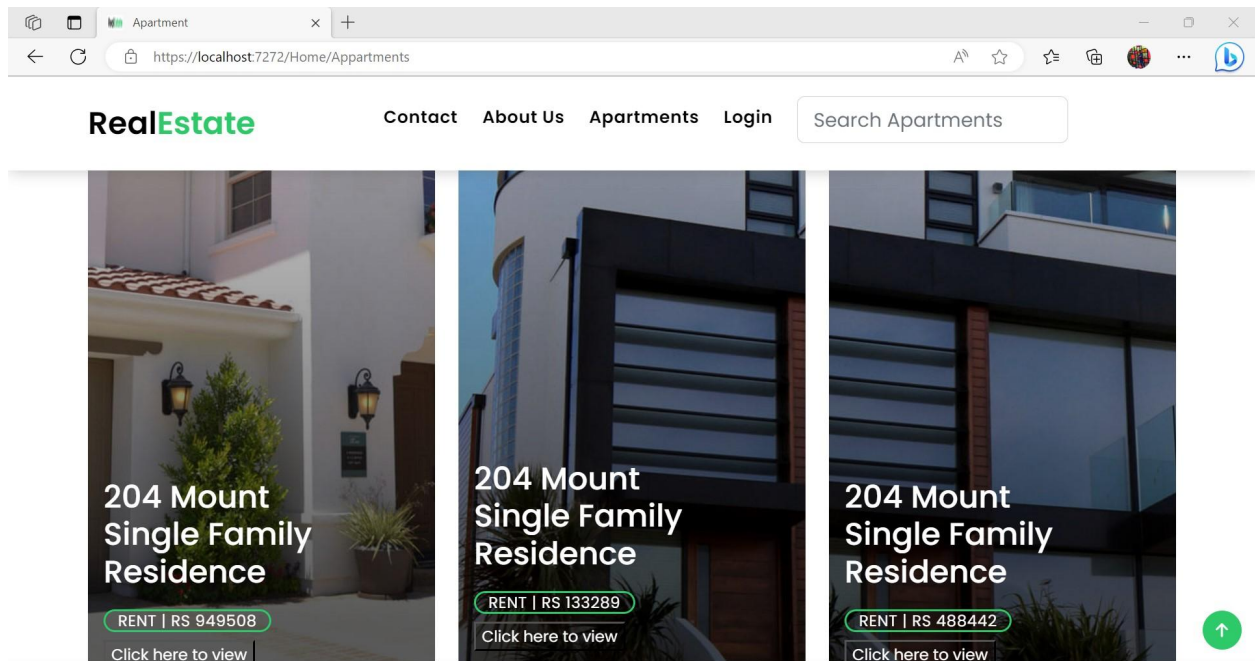 Apartment
https://localhost:7272/Home/Appartments
RealEstate
Contact About Us Apartments Login Search Apartments
204 Mount
Single Family
Residence
RENT | RS 949508
Click here to view
204 Mount
Single Family
Residence
RENT | RS 133289
Click here to view
204 Mount
Single Family
Residence
RENT | RS 488442
Click here to view